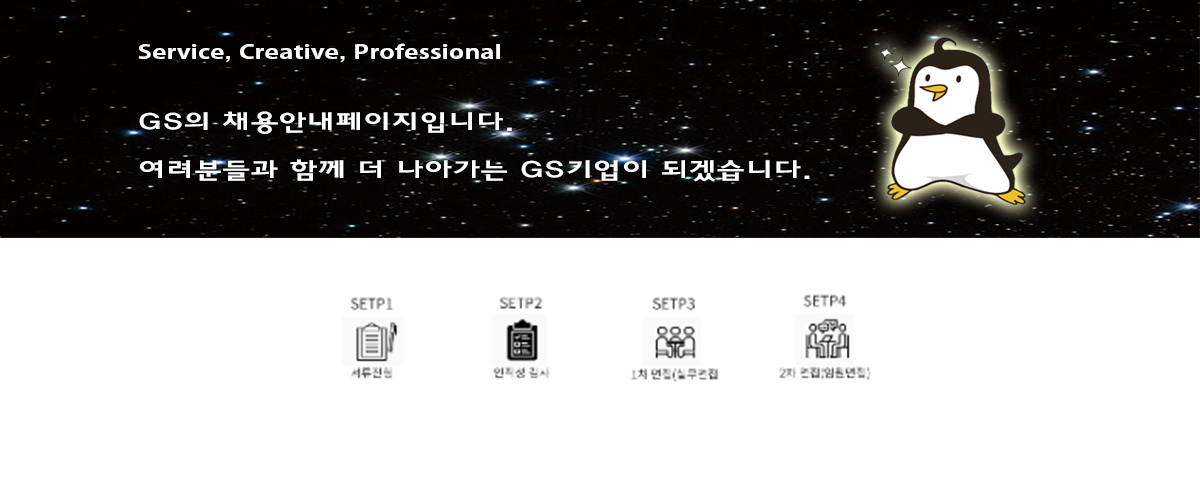 Service, Creative, Professional
GS의 채용안내페이지입니다.
여려분들과 함께 더 나아가는 GS키업이 되겠습니다.
SETP1
SETP2
SETP3
SETP4
서류전형
인적성 검사
1차 면접(실무면접
2차 면접(임원면접)